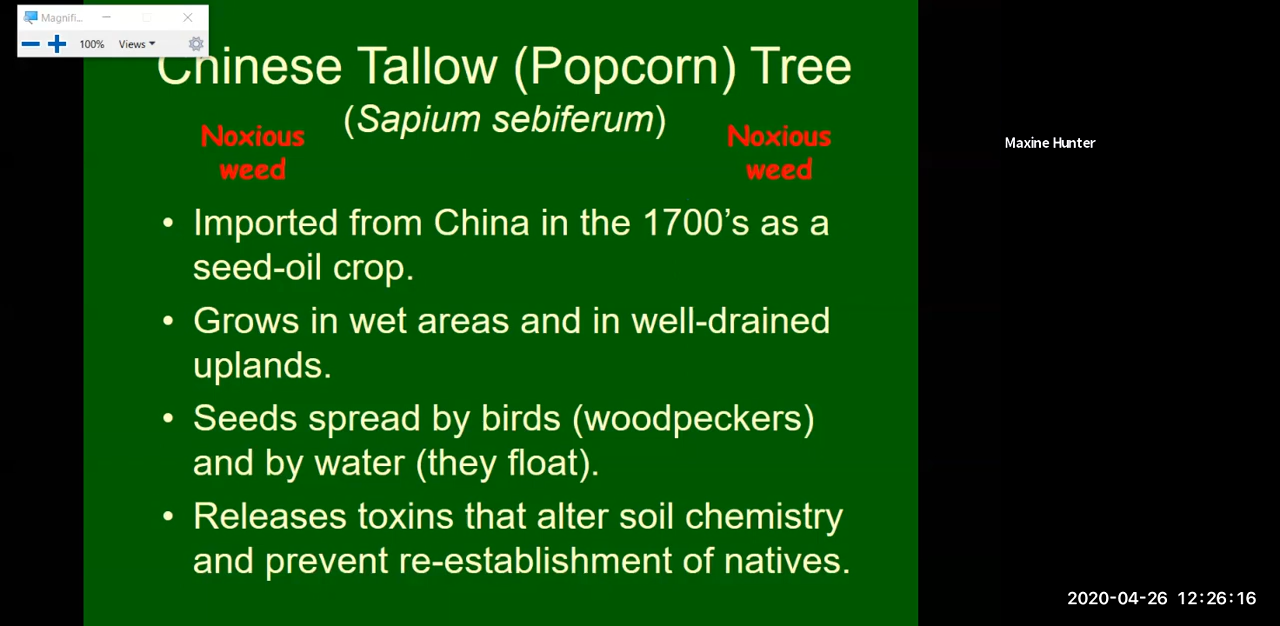 Magnifi...
100% Views
Chinese Tallow (Popcorn) Tree
(Sapium sebiferum)
Noxious
weed
Noxious
weed
Maxine Hunter
• Imported from China in the 1700’s as a
seed-oil crop.
• Grows in wet areas and in well-drained
uplands.
• Seeds spread by birds (woodpeckers)
and by water (they float).
• Releases toxins that alter soil chemistry
and prevent re-establishment of natives.
2020-04-26 12:26:16